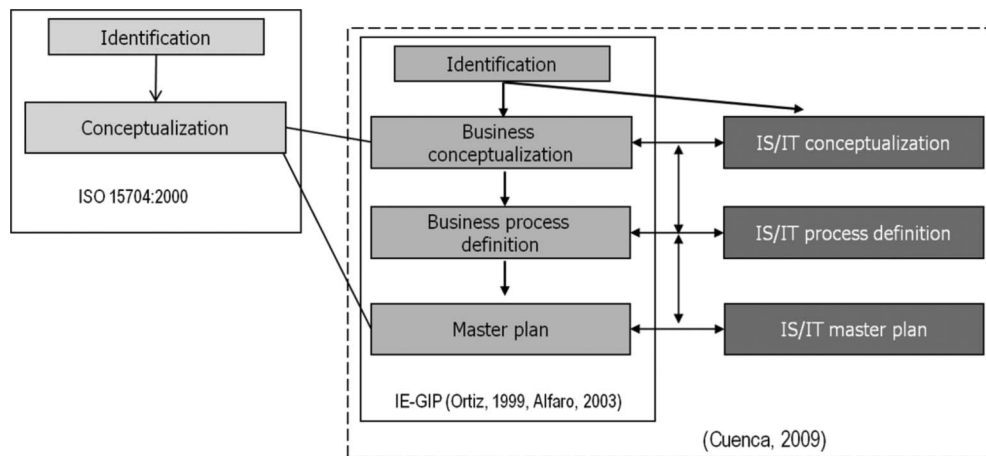 Identification
Conceptualization
ISO 15704:2000
Identification
Business
conceptualization
Business process
definition
Master plan
IE-GIP (Ortiz, 1999, Alfaro, 2003)
IS/IT conceptualization
IS/IT process definition
IS/IT master plan
(Cuenca, 2009)